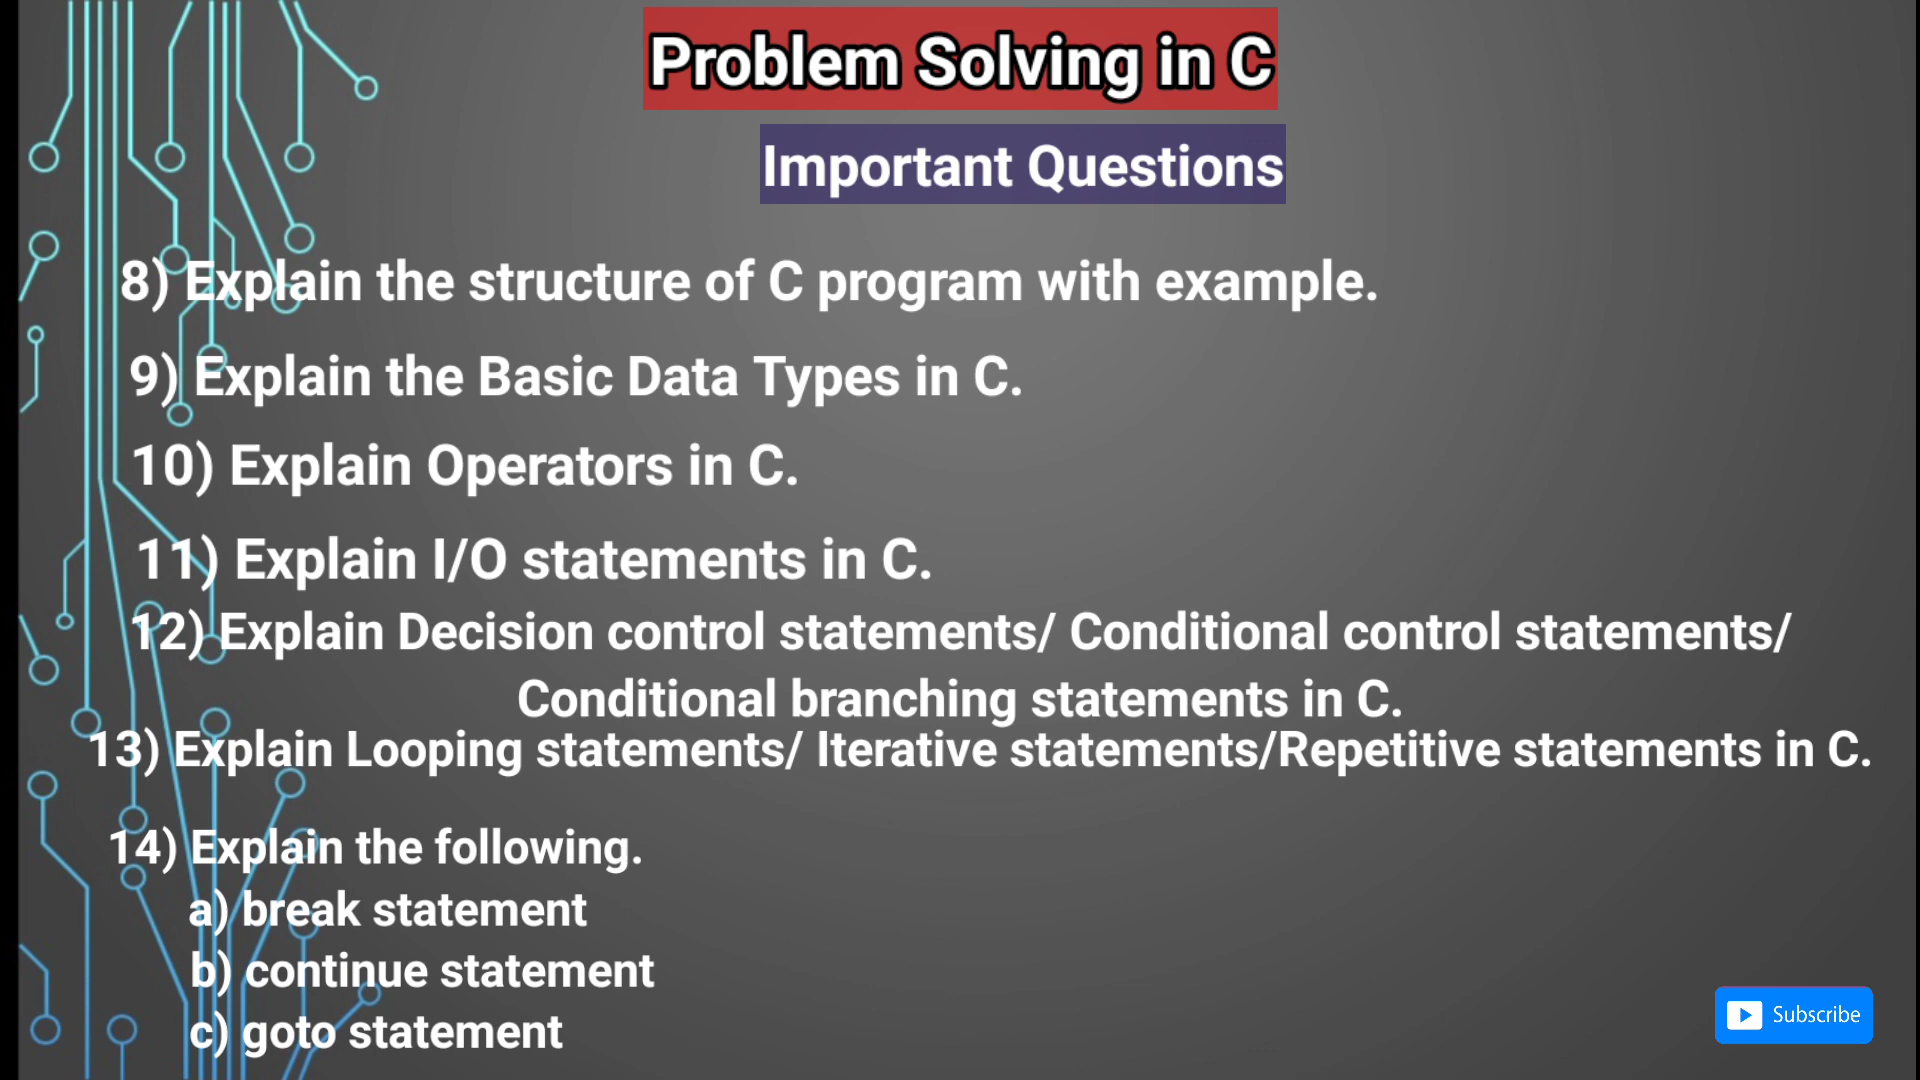 Problem Solving in C
Important Questions
8) Explain the structure of C program with example.
9) Explain the Basic Data Types in C.
10) Explain Operators in C.
11) Explain I/O statements in C.
12) Explain Decision control statements/ Conditional control statements/
Conditional branching statements in C.
13) Explain Looping statements/ Iterative statements/Repetitive statements in C.
14) Explain the following.
a) break statement
b) continue statement
c) goto statement
Subscribe